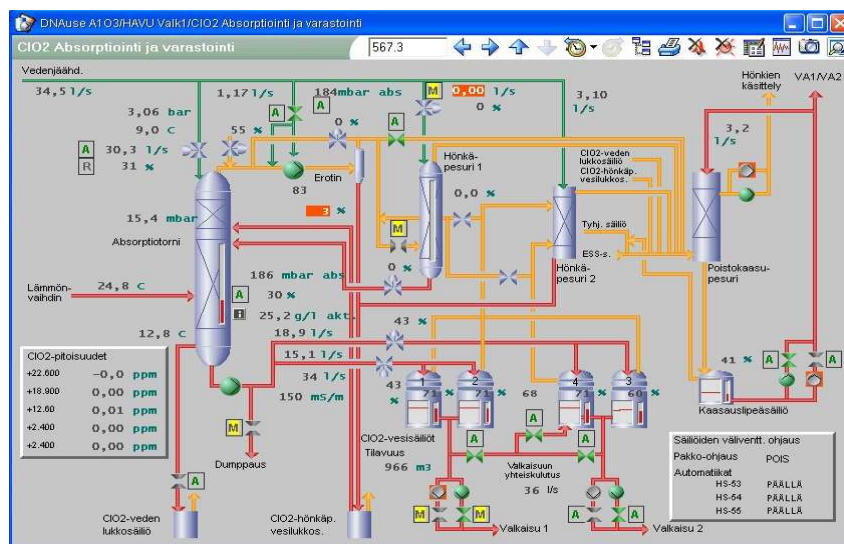 DNAuse A1O3/HAVU Valk1/ClO2 Absorptiointi ja varastointi
ClO2 Absorptiointi ja varastointi
567.3
Vedenjäähd.
34,5 l/s
1,17 l/s
184 mbar abs
M
0,00 l/s
0 %
3,10 l/s
Hönkien käsittely
VA1/VA2
3,06 bar
9,0 C
A 30,3 l/s
R 31 %
55 %
A
0 %
A
3,2 l/s
83
Erotin
Hönkä-pesuri 1
ClO2-veden lukkosäiliö
ClO2-hönkäp. vesilukkos.
3 %
0,0 %
15,4 mbar
Absorptiotorni
M
Tyhj. säiliö
ESS-s.
Hönkä-pesuri 2
Poistokaasu-pesuri
186 mbar abs
0 %
Lämmön-vaihdin
24,8 C
A 30 %
25,2 g/l akt.
12,8 C
18,9 l/s
43 %
15,1 l/s
34 l/s
150 mS/m
ClO2-pitoisuudet
+22.600 -0,0 ppm
+18.900 0,00 ppm
+12.60 0,01 ppm
+2.400 0,00 ppm
+2.400 0,00 ppm
43 %
1
71 %
2
71 %
68
4
71 %
3
60 %
41 %
A
A
Kaasauslipeäsäiliö
M
Dumppaus
ClO2-vesisäiliöt
Tilavuus
966 m3
A
A
A
Valkaisuun yhteiskulutus
36 l/s
Säiliöiden väliventt. ohjaus
Pakko-ohjaus POIS
Automatiikat
HS-53 PÄÄLLÄ
HS-54 PÄÄLLÄ
HS-55 PÄÄLLÄ
A
M
M
A
A
ClO2-veden lukkosäiliö
ClO2-hönkäp. vesilukkos.
Valkaisu 1
Valkaisu 2